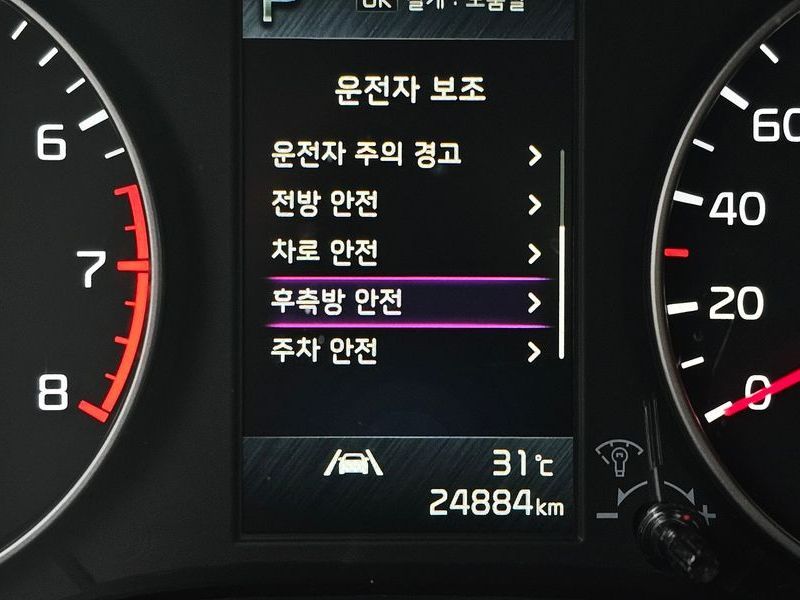 P
OK
운전자 보조
운전자 주의 경고
전방 안전
차로 안전
후측방 안전
주차 안전
31℃
24884km
6
7
8
60
40
20
0